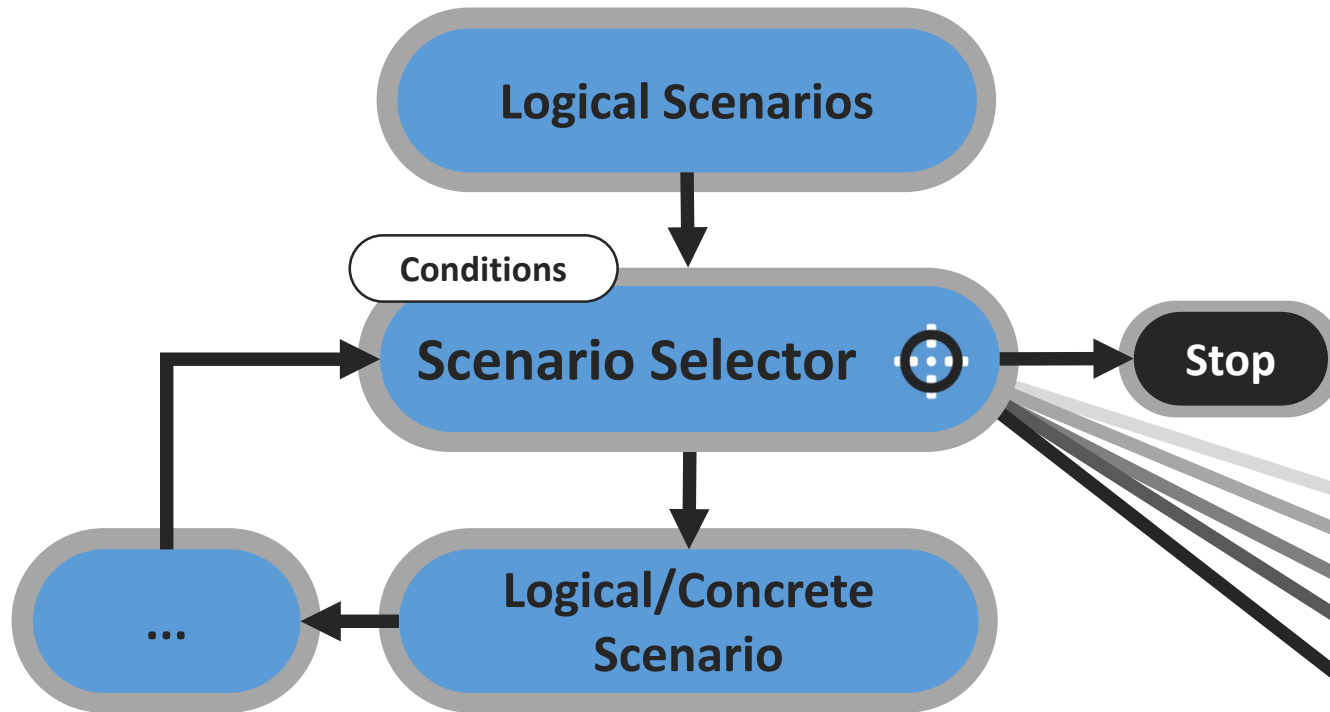 Logical Scenarios
Conditions
Scenario Selector
Stop
...
Logical/Concrete
Scenario